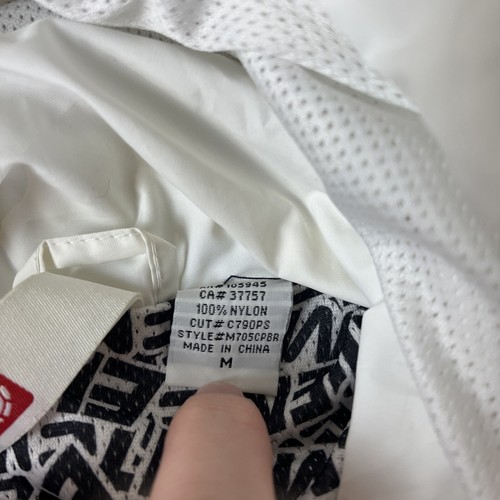 CA# 37757
100% NYLON
CUT# C790PS
STYLE#M705CPBR
MADE IN CHINA
M